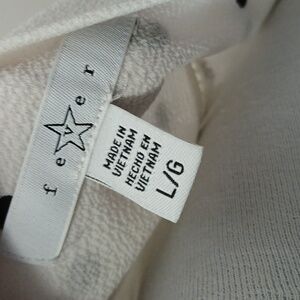 fever
MADE IN
VIETNAM
HECHO EN
VIETNAM
L/G